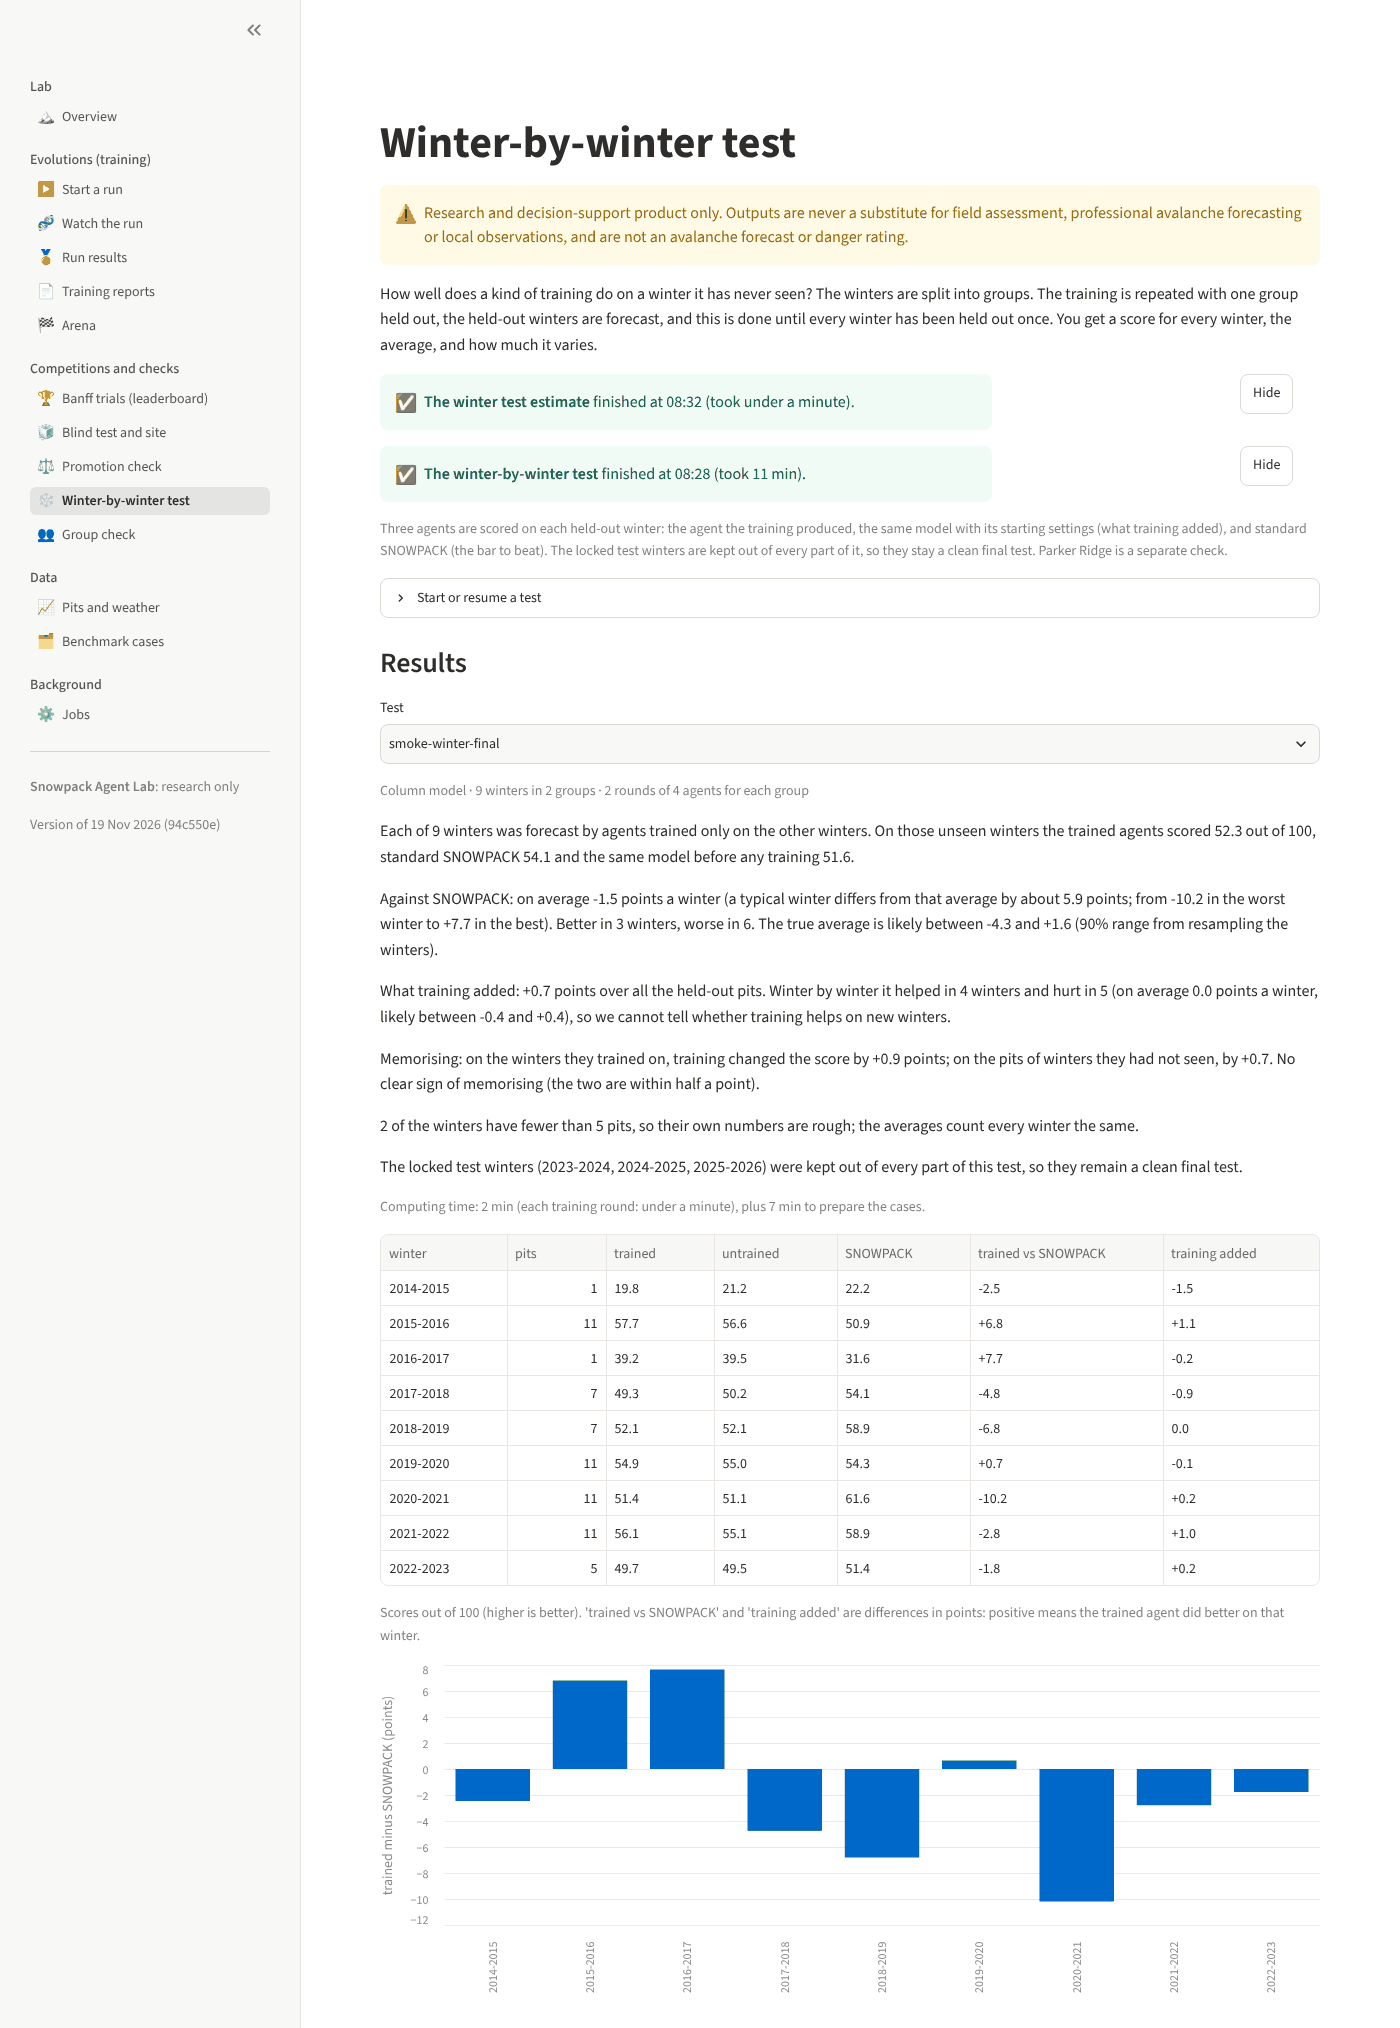 Lab
Overview
Evolutions (training)
Start a run
Watch the run
Run results
Training reports
Arena
Competitions and checks
Banff trials (leaderboard)
Blind test and site
Promotion check
Winter-by-winter test
Group check
Data
Pits and weather
Benchmark cases
Background
Jobs
Snowpack Agent Lab: research only
Version of 19 Nov 2026 (94c550e)
Winter-by-winter test
Research and decision-support product only. Outputs are never a substitute for field assessment, professional avalanche forecasting
or local observations, and are not an avalanche forecast or danger rating.
How well does a kind of training do on a winter it has never seen? The winters are split into groups. The training is repeated with one group
held out, the held-out winters are forecast, and this is done until every winter has been held out once. You get a score for every winter, the
average, and how much it varies.
The winter test estimate finished at 08:32 (took under a minute).
Hide
The winter-by-winter test finished at 08:28 (took 11 min).
Hide
Three agents are scored on each held-out winter: the agent the training produced, the same model with its starting settings (what training added), and standard
SNOWPACK (the bar to beat). The locked test winters are kept out of every part of it, so they stay a clean final test. Parker Ridge is a separate check.
Start or resume a test
Results
Test
smoke-winter-final
Column model · 9 winters in 2 groups · 2 rounds of 4 agents for each group
Each of 9 winters was forecast by agents trained only on the other winters. On those unseen winters the trained agents scored 52.3 out of 100,
standard SNOWPACK 54.1 and the same model before any training 51.6.
Against SNOWPACK: on average -1.5 points a winter (a typical winter differs from that average by about 5.9 points; from -10.2 in the worst
winter to +7.7 in the best). Better in 3 winters, worse in 6. The true average is likely between -4.3 and +1.6 (90% range from resampling the
winters).
What training added: +0.7 points over all the held-out pits. Winter by winter it helped in 4 winters and hurt in 5 (on average 0.0 points a winter,
likely between -0.4 and +0.4), so we cannot tell whether training helps on new winters.
Memorising: on the winters they trained on, training changed the score by +0.9 points; on the pits of winters they had not seen, by +0.7. No
clear sign of memorising (the two are within half a point).
2 of the winters have fewer than 5 pits, so their own numbers are rough; the averages count every winter the same.
The locked test winters (2023-2024, 2024-2025, 2025-2026) were kept out of every part of this test, so they remain a clean final test.
Computing time: 2 min (each training round: under a minute), plus 7 min to prepare the cases.
winter pits trained untrained SNOWPACK trained vs SNOWPACK training added
2014-2015 1 19.8 21.2 22.2 -2.5 -1.5
2015-2016 11 57.7 56.6 50.9 +6.8 +1.1
2016-2017 1 39.2 39.5 31.6 +7.7 -0.2
2017-2018 7 49.3 50.2 54.1 -4.8 -0.9
2018-2019 7 52.1 52.1 58.9 -6.8 0.0
2019-2020 11 54.9 55.0 54.3 +0.7 -0.1
2020-2021 11 51.4 51.1 61.6 -10.2 +0.2
2021-2022 11 56.1 55.1 58.9 -2.8 +1.0
2022-2023 5 49.7 49.5 51.4 -1.8 +0.2
Scores out of 100 (higher is better). 'trained vs SNOWPACK' and 'training added' are differences in points: positive means the trained agent did better on that
winter.
trained minus SNOWPACK (points)
8
6
4
2
0
−2
−4
−6
−8
−10
−12
2014-2015
2015-2016
2016-2017
2017-2018
2018-2019
2019-2020
2020-2021
2021-2022
2022-2023